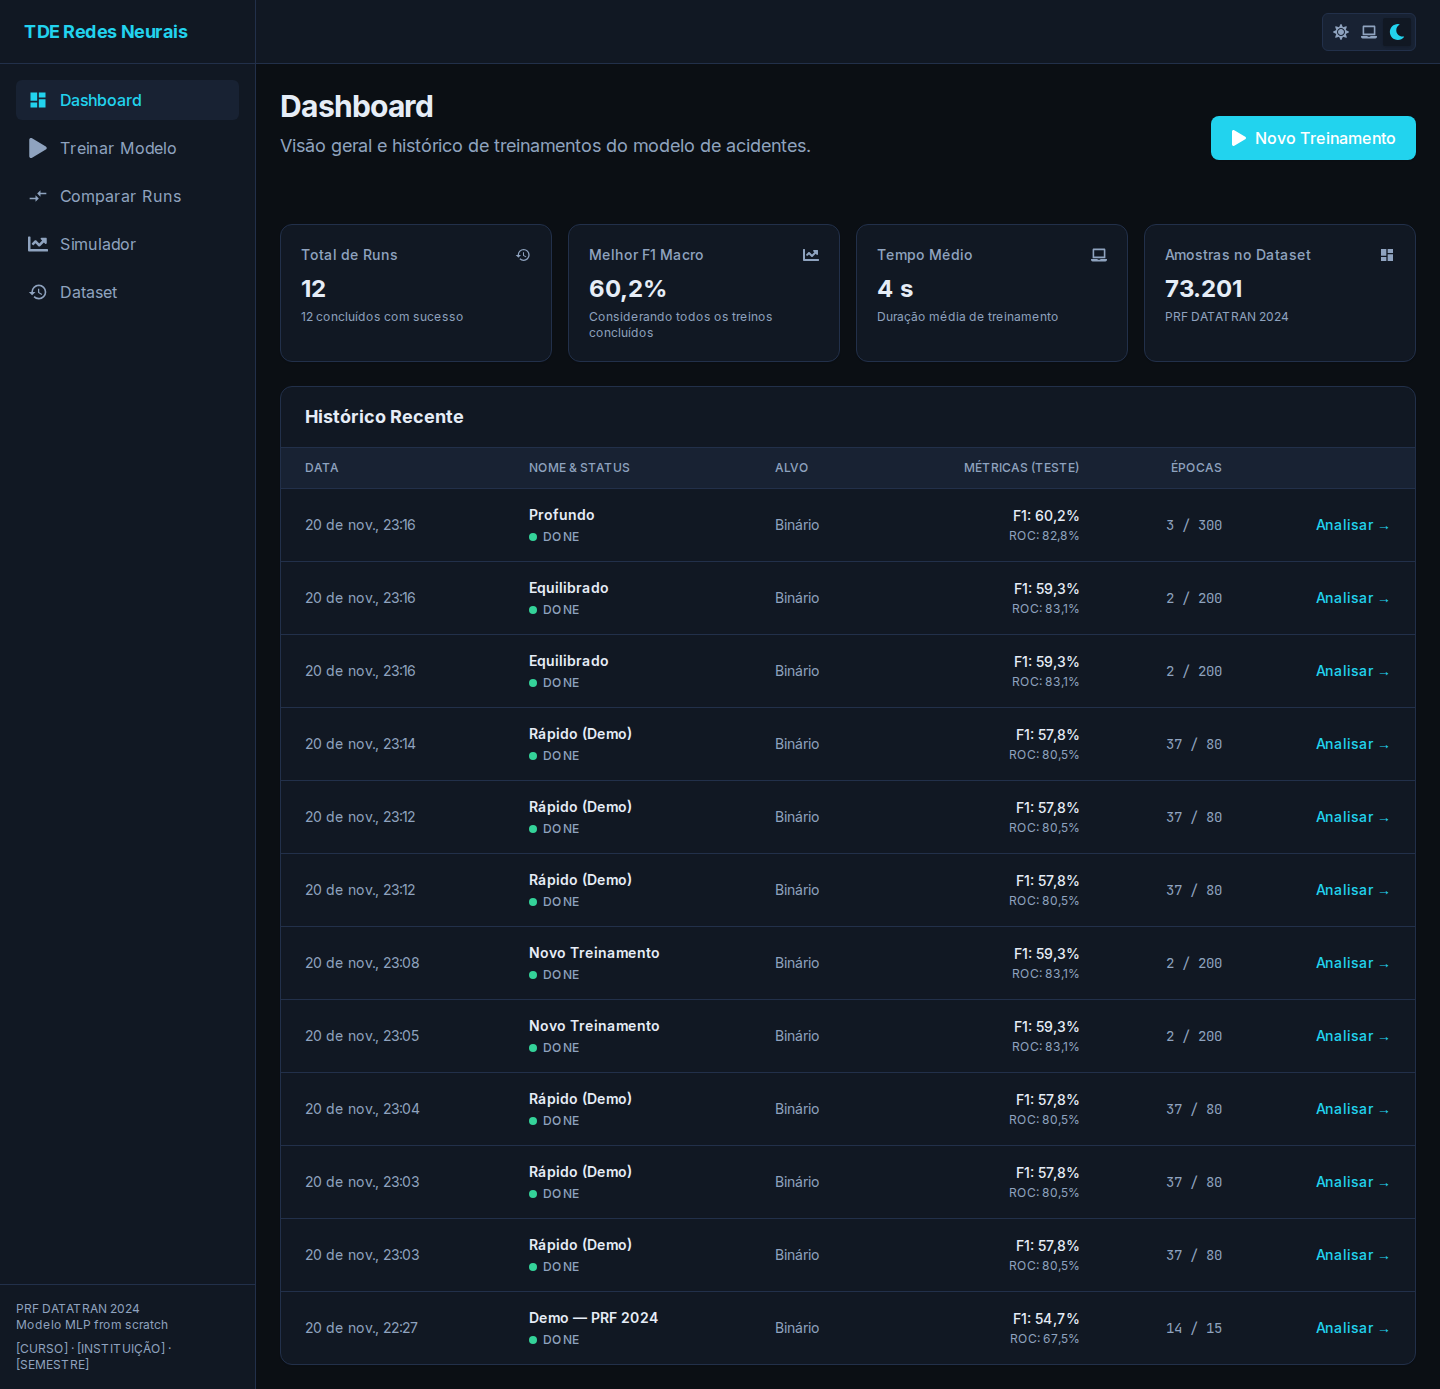 TDE Redes Neurais
Dashboard
Treinar Modelo
Comparar Runs
Simulador
Dataset
PRF DATATRAN 2024
Modelo MLP from scratch
[CURSO] · [INSTITUIÇÃO] ·
[SEMESTRE]
Dashboard
Visão geral e histórico de treinamentos do modelo de acidentes.
Novo Treinamento
Total de Runs
12
12 concluídos com sucesso
Melhor F1 Macro
60,2%
Considerando todos os treinos
concluídos
Tempo Médio
4 s
Duração média de treinamento
Amostras no Dataset
73.201
PRF DATATRAN 2024
Histórico Recente
DATA NOME & STATUS ALVO MÉTRICAS (TESTE) ÉPOCAS
20 de nov., 23:16 Profundo Binário F1: 60,2% 3 / 300 Analisar →
DONE ROC: 82,8%
20 de nov., 23:16 Equilibrado Binário F1: 59,3% 2 / 200 Analisar →
DONE ROC: 83,1%
20 de nov., 23:16 Equilibrado Binário F1: 59,3% 2 / 200 Analisar →
DONE ROC: 83,1%
20 de nov., 23:14 Rápido (Demo) Binário F1: 57,8% 37 / 80 Analisar →
DONE ROC: 80,5%
20 de nov., 23:12 Rápido (Demo) Binário F1: 57,8% 37 / 80 Analisar →
DONE ROC: 80,5%
20 de nov., 23:12 Rápido (Demo) Binário F1: 57,8% 37 / 80 Analisar →
DONE ROC: 80,5%
20 de nov., 23:08 Novo Treinamento Binário F1: 59,3% 2 / 200 Analisar →
DONE ROC: 83,1%
20 de nov., 23:05 Novo Treinamento Binário F1: 59,3% 2 / 200 Analisar →
DONE ROC: 83,1%
20 de nov., 23:04 Rápido (Demo) Binário F1: 57,8% 37 / 80 Analisar →
DONE ROC: 80,5%
20 de nov., 23:03 Rápido (Demo) Binário F1: 57,8% 37 / 80 Analisar →
DONE ROC: 80,5%
20 de nov., 23:03 Rápido (Demo) Binário F1: 57,8% 37 / 80 Analisar →
DONE ROC: 80,5%
20 de nov., 22:27 Demo — PRF 2024 Binário F1: 54,7% 14 / 15 Analisar →
DONE ROC: 67,5%